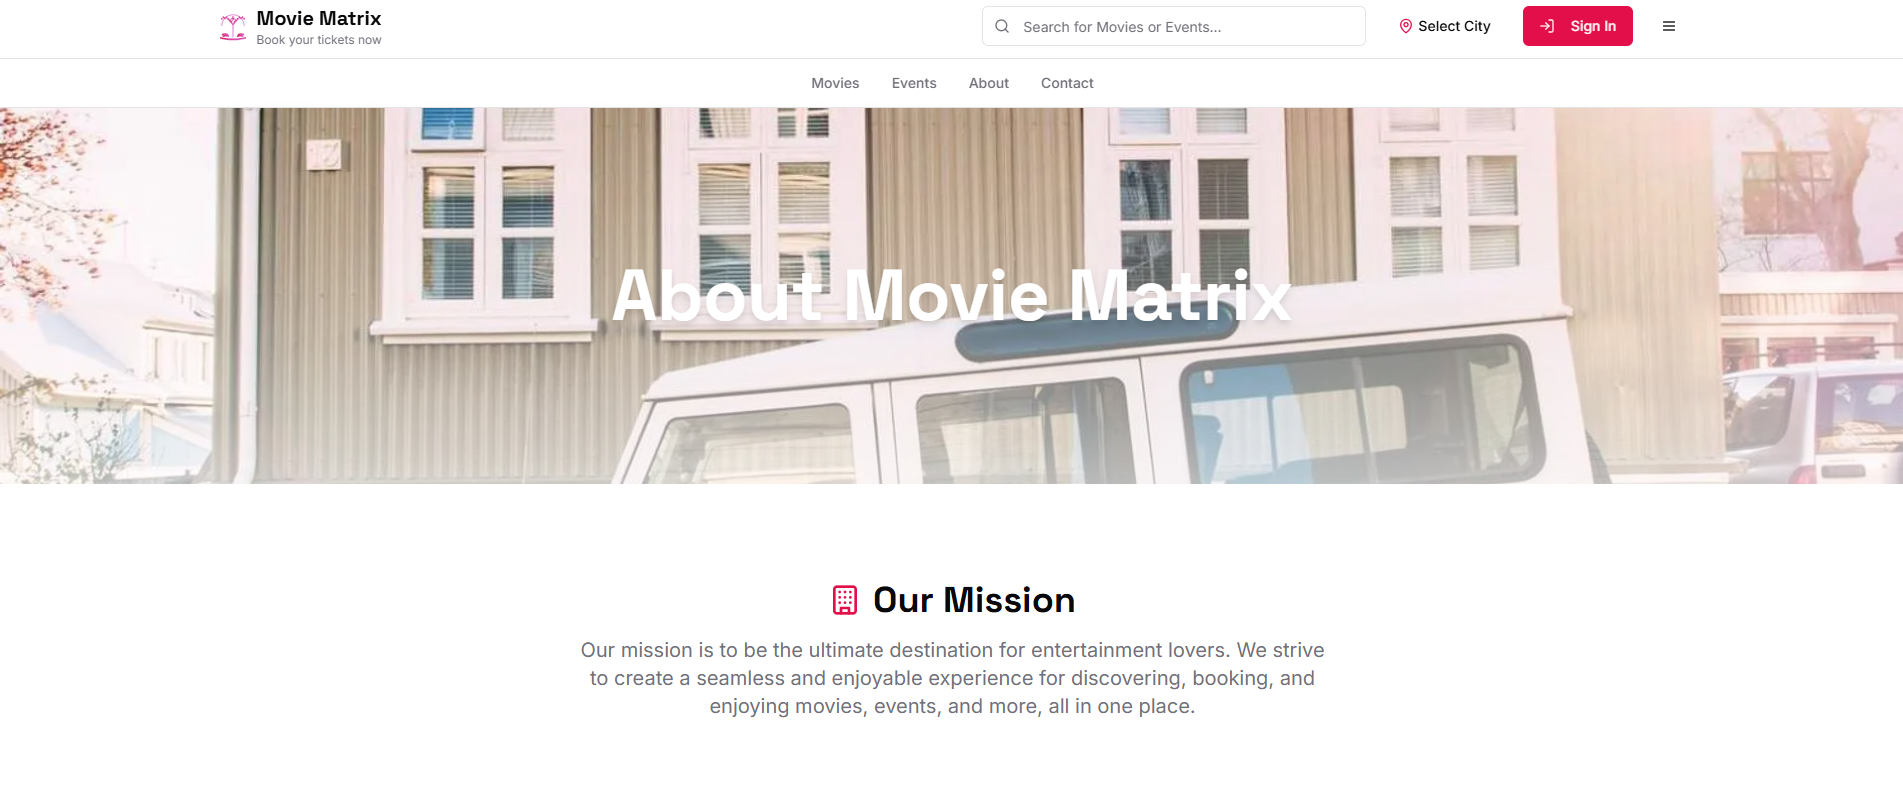 Movie Matrix
Book your tickets now
Search for Movies or Events...
Select City
Sign In
Movies
Events
About
Contact
17
About Movie Matrix
Our Mission
Our mission is to be the ultimate destination for entertainment lovers. We strive
to create a seamless and enjoyable experience for discovering, booking, and
enjoying movies, events, and more, all in one place.